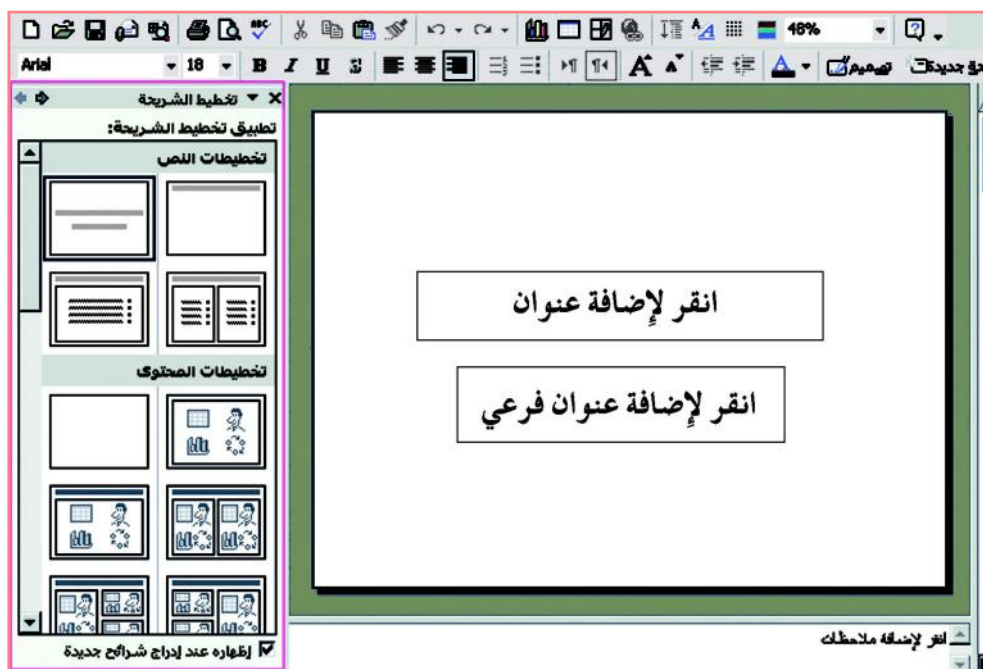 48%
Arial
18
B I U S
تصميم
حق جديدة
تخطيط الشريحة
تطبيق تخطيط الشريحة:
تخطيطات النص
تخطيطات المحتوى
إظهاره عند إدراج شرائح جديدة
انقر لإضافة عنوان
انقر لإضافة عنوان فرعي
انقر لإضافة ملاحظات